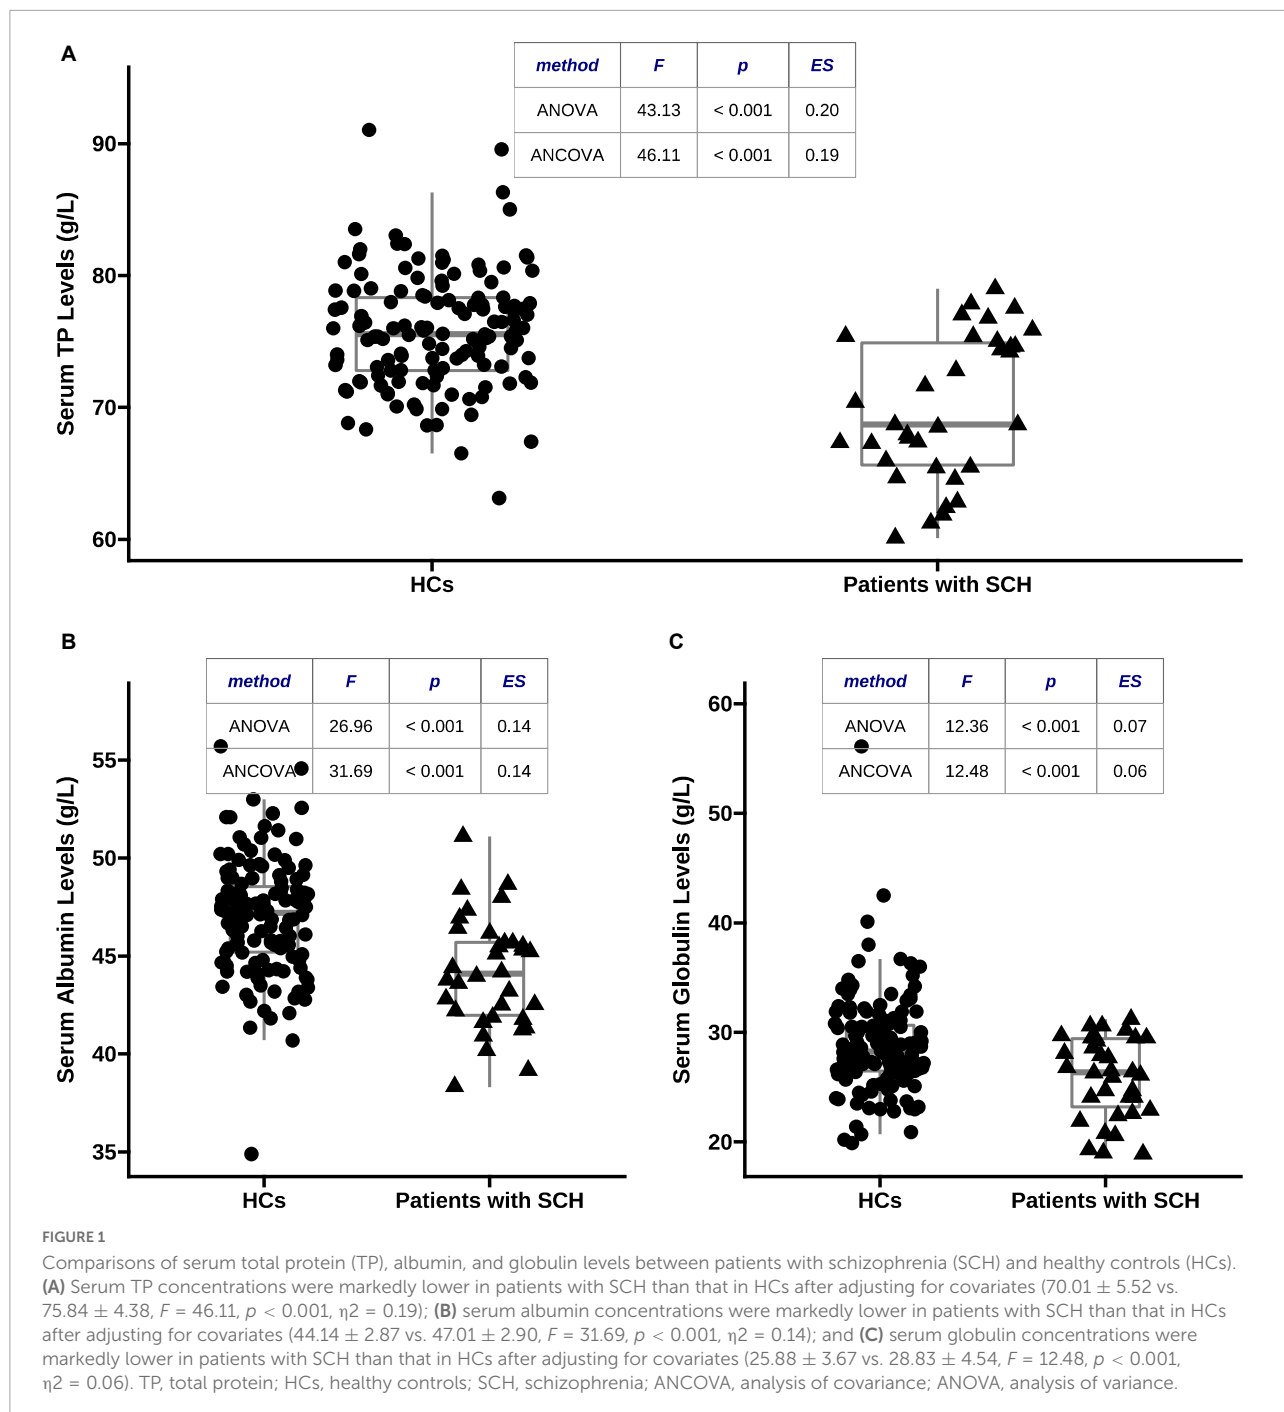 A
method F p ES
ANOVA 43.13 < 0.001 0.20
ANCOVA 46.11 < 0.001 0.19
Serum TP Levels (g/L)
90
80
70
60
HCs Patients with SCH
B
method F p ES
ANOVA 26.96 < 0.001 0.14
ANCOVA 31.69 < 0.001 0.14
Serum Albumin Levels (g/L)
55
50
45
40
35
HCs Patients with SCH
C
method F p ES
ANOVA 12.36 < 0.001 0.07
ANCOVA 12.48 < 0.001 0.06
Serum Globulin Levels (g/L)
60
50
40
30
20
HCs Patients with SCH
FIGURE 1
Comparisons of serum total protein (TP), albumin, and globulin levels between patients with schizophrenia (SCH) and healthy controls (HCs).
(A) Serum TP concentrations were markedly lower in patients with SCH than that in HCs after adjusting for covariates (70.01 ± 5.52 vs.
75.84 ± 4.38, F = 46.11, p < 0.001, η2 = 0.19); (B) serum albumin concentrations were markedly lower in patients with SCH than that in HCs
after adjusting for covariates (44.14 ± 2.87 vs. 47.01 ± 2.90, F = 31.69, p < 0.001, η2 = 0.14); and (C) serum globulin concentrations were
markedly lower in patients with SCH than that in HCs after adjusting for covariates (25.88 ± 3.67 vs. 28.83 ± 4.54, F = 12.48, p < 0.001,
η2 = 0.06). TP, total protein; HCs, healthy controls; SCH, schizophrenia; ANCOVA, analysis of covariance; ANOVA, analysis of variance.